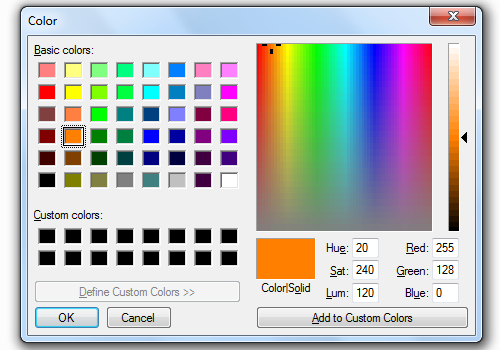 Color
Basic colors:
Custom colors:
Define Custom Colors >>
OK Cancel
Hue: 20 Red: 255
Sat: 240 Green: 128
Color|Solid Lum: 120 Blue: 0
Add to Custom Colors